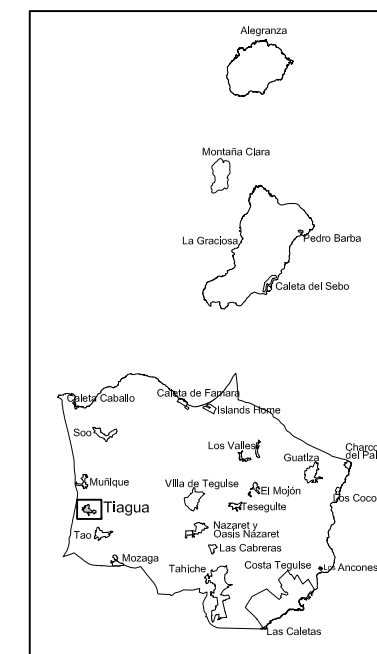 Alegranza
Montaña Clara
La Graciosa
Pedro Barba
Caleta del Sebo
Caleta Caballo
Caleta de Famara
Islands Home
Soo
Los Valles
Guatiza
Charco
del Pal
Muñique
Villa de Teguise
El Mojón
Los Coco
Tiagua
Teseguite
Tao
Nazaret y
Oasis Nazaret
Las Cabreras
Mozaga
Tahiche
Costa Teguise
Los Ancones
Las Caletas